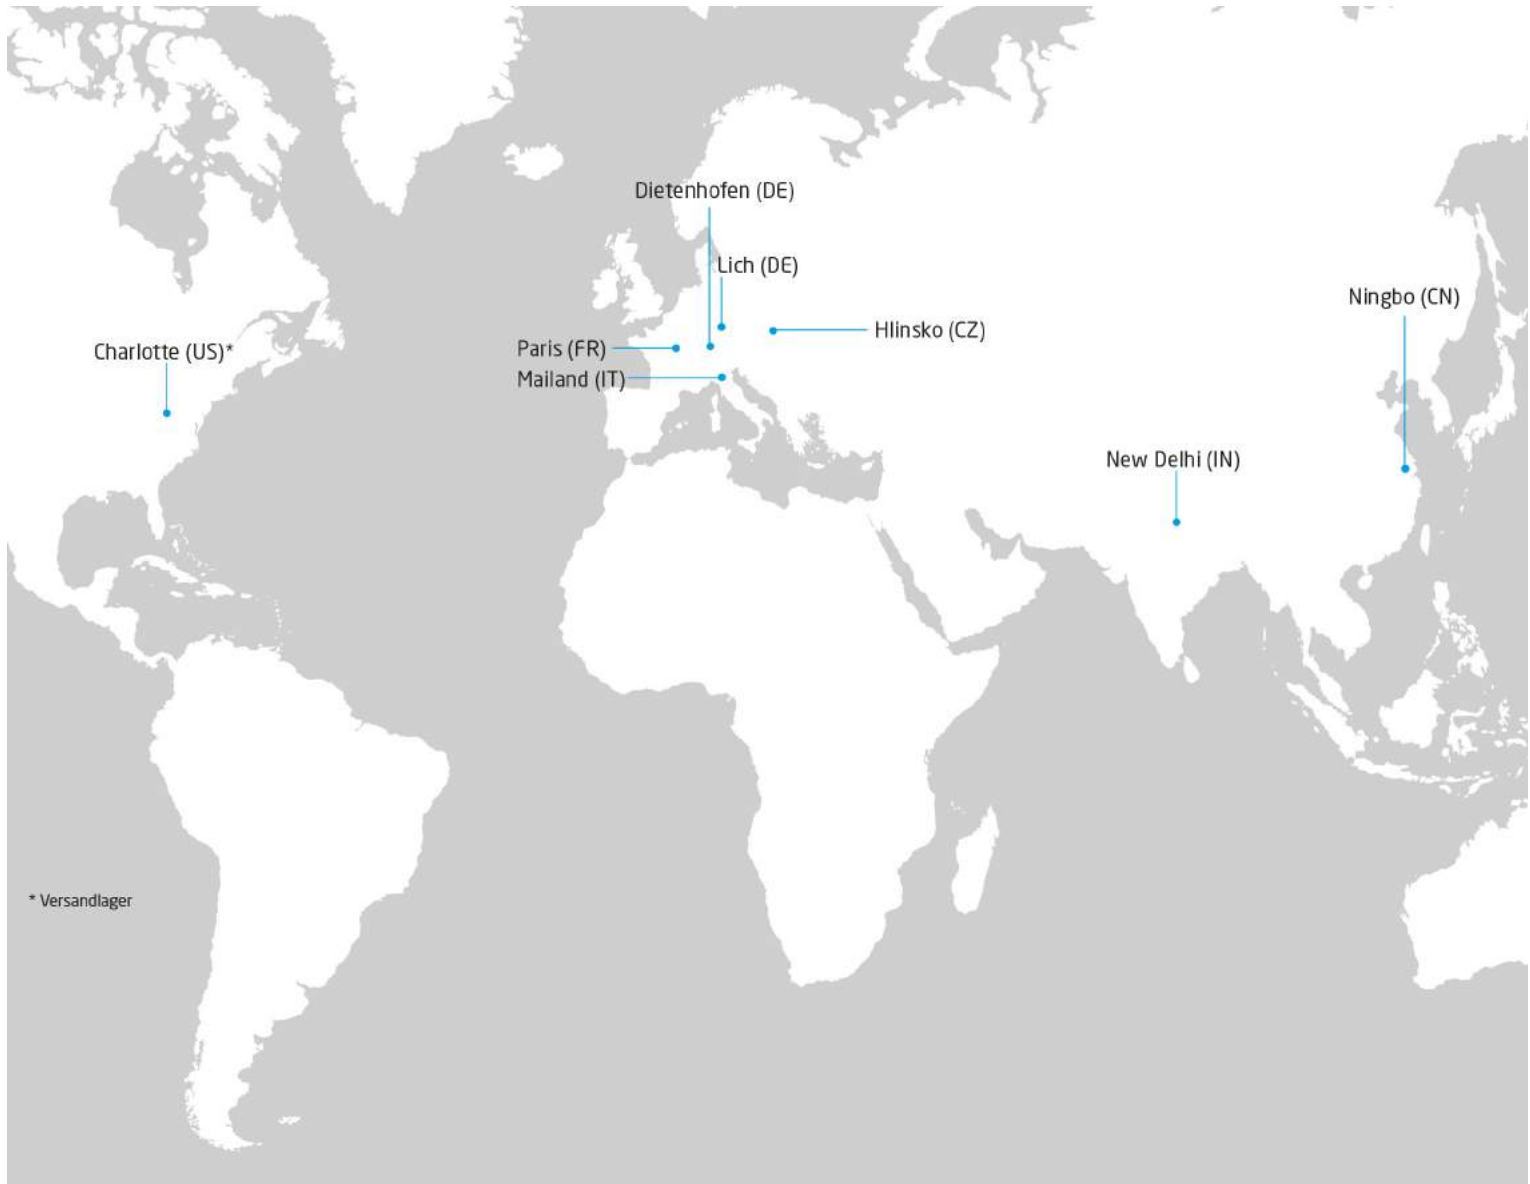 Dietenhofen (DE)
Lich (DE)
Ningbo (CN)
Hlinsko (CZ)
Charlotte (US)*
Paris (FR)
Mailand (IT)
New Delhi (IN)
* Versandlager